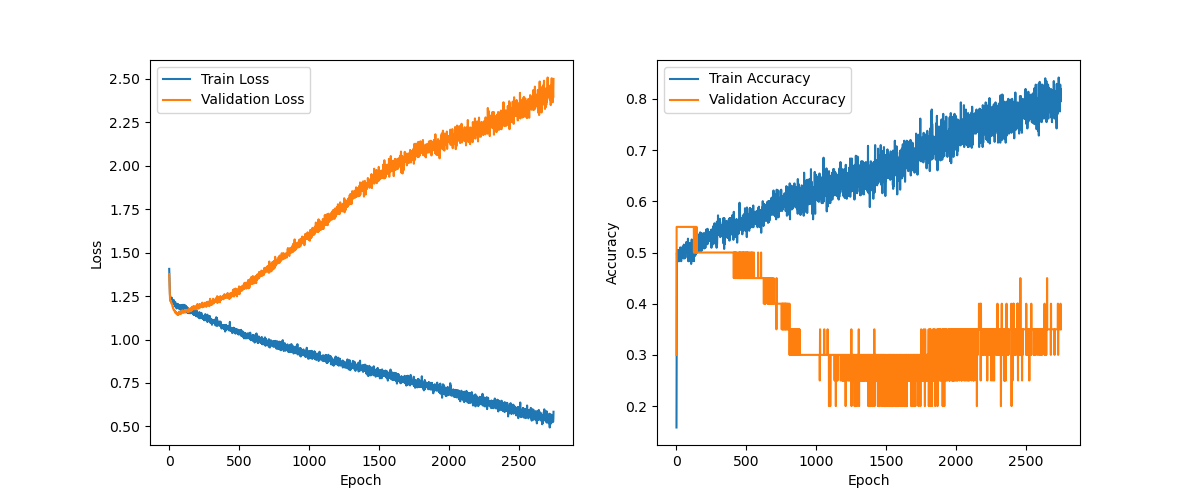 Train Loss
Validation Loss
2.50
2.25
2.00
1.75
1.50
1.25
1.00
0.75
0.50
Loss
0 500 1000 1500 2000 2500
Epoch
Train Accuracy
Validation Accuracy
0.8
0.7
0.6
0.5
0.4
0.3
0.2
Accuracy
0 500 1000 1500 2000 2500
Epoch